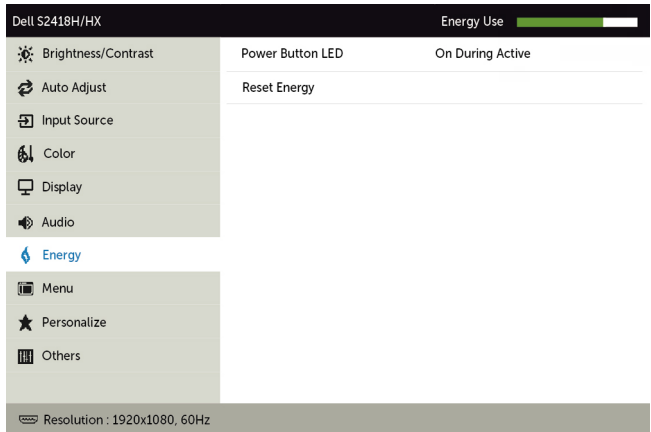 Dell S2418H/HX Energy Use
Brightness/Contrast Power Button LED On During Active
Auto Adjust Reset Energy
Input Source
Color
Display
Audio
Energy
Menu
Personalize
Others
Resolution : 1920x1080, 60Hz